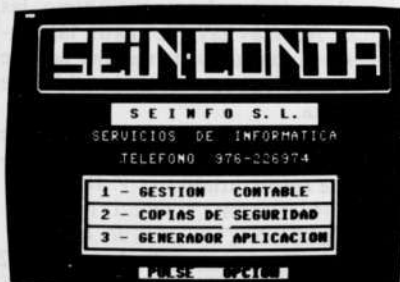 SEiN·CONTA
SEINFO S.L.
SERVICIOS DE INFORMATICA
TELEFONO 976-226974
1 - GESTION CONTABLE
2 - COPIAS DE SEGURIDAD
3 - GENERADOR APLICACION
PULSE OPCION